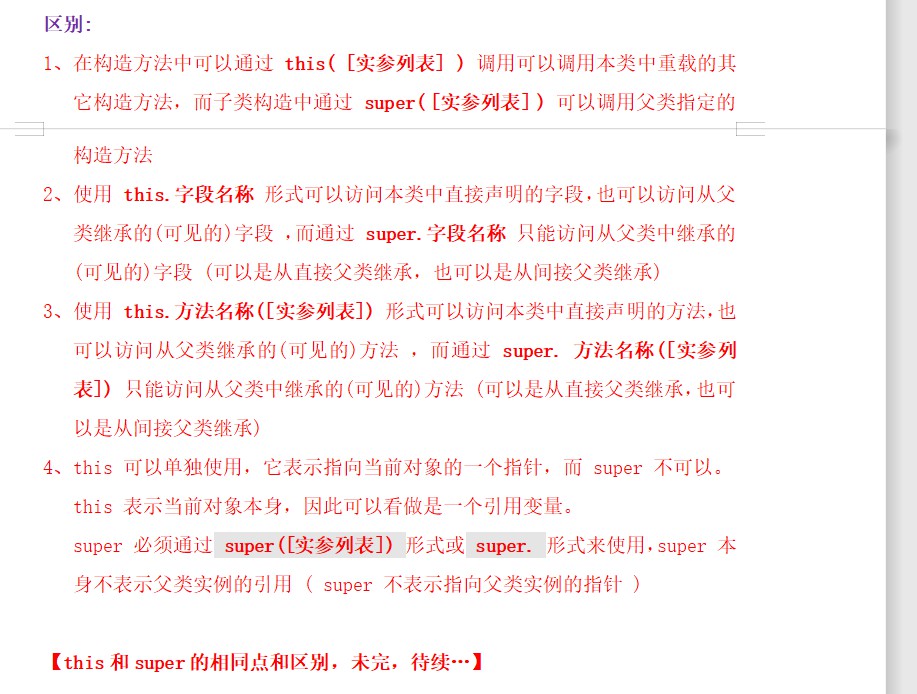 区别:
1、在构造方法中可以通过 this( [实参列表] ) 调用可以调用本类中重载的其
它构造方法，而子类构造中通过 super([实参列表]) 可以调用父类指定的
构造方法
2、使用 this.字段名称 形式可以访问本类中直接声明的字段,也可以访问从父
类继承的(可见的)字段 ,而通过 super.字段名称 只能访问从父类中继承的
(可见的)字段 (可以是从直接父类继承，也可以是从间接父类继承)
3、使用 this.方法名称([实参列表]) 形式可以访问本类中直接声明的方法,也
可以访问从父类继承的(可见的)方法 ，而通过 super. 方法名称([实参列
表]) 只能访问从父类中继承的(可见的)方法 (可以是从直接父类继承,也可
以是从间接父类继承)
4、this 可以单独使用，它表示指向当前对象的一个指针，而 super 不可以。
this 表示当前对象本身，因此可以看做是一个引用变量。
super 必须通过 super([实参列表]) 形式或 super. 形式来使用,super 本
身不表示父类实例的引用 ( super 不表示指向父类实例的指针 )
【this 和 super 的相同点和区别，未完，待续…】